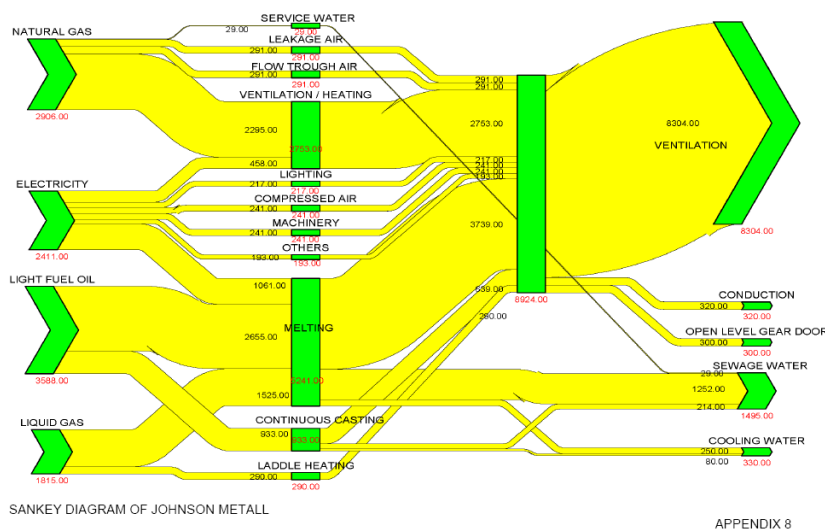 SERVICE WATER
29.00
29.00
NATURAL GAS
LEAKAGE AIR
291.00
291.00
FLOW TROUGH AIR
291.00
291.00
2906.00
VENTILATION / HEATING
2295.00
2753.00
458.00
291.00
291.00
2753.00
8304.00
VENTILATION
8304.00
ELECTRICITY
LIGHTING
217.00
217.00
COMPRESSED AIR
241.00
241.00
MACHINERY
241.00
241.00
OTHERS
193.00
193.00
2411.00
217.00
241.00
241.00
193.00
3739.00
639.00
290.00
8924.00
LIGHT FUEL OIL
1061.00
MELTING
2655.00
5241.00
1525.00
3588.00
CONDUCTION
320.00
320.00
OPEN LEVEL GEAR DOOR
300.00
300.00
SEWAGE WATER
29.00
1252.00
214.00
1495.00
LIQUID GAS
CONTINUOUS CASTING
933.00
933.00
COOLING WATER
250.00
80.00
330.00
LADDLE HEATING
290.00
290.00
1815.00
SANKEY DIAGRAM OF JOHNSON METALL
APPENDIX 8